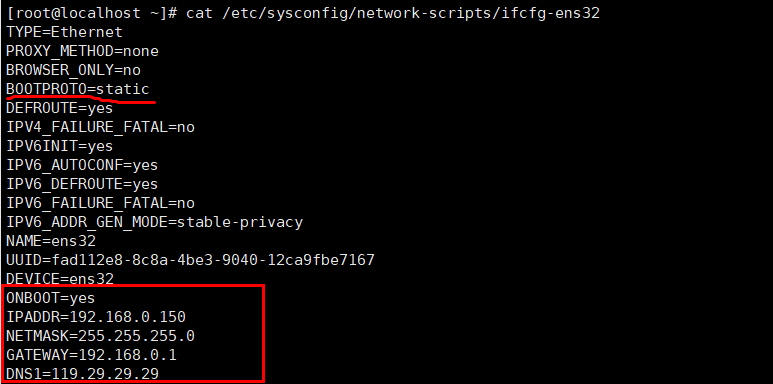 [root@localhost ~]# cat /etc/sysconfig/network-scripts/ifcfg-ens32
TYPE=Ethernet
PROXY_METHOD=none
BROWSER_ONLY=no
BOOTPROTO=static
DEFROUTE=yes
IPV4_FAILURE_FATAL=no
IPV6INIT=yes
IPV6_AUTOCONF=yes
IPV6_DEFROUTE=yes
IPV6_FAILURE_FATAL=no
IPV6_ADDR_GEN_MODE=stable-privacy
NAME=ens32
UUID=fad112e8-8c8a-4be3-9040-12ca9fbe7167
DEVICE=ens32
ONBOOT=yes
IPADDR=192.168.0.150
NETMASK=255.255.255.0
GATEWAY=192.168.0.1
DNS1=119.29.29.29